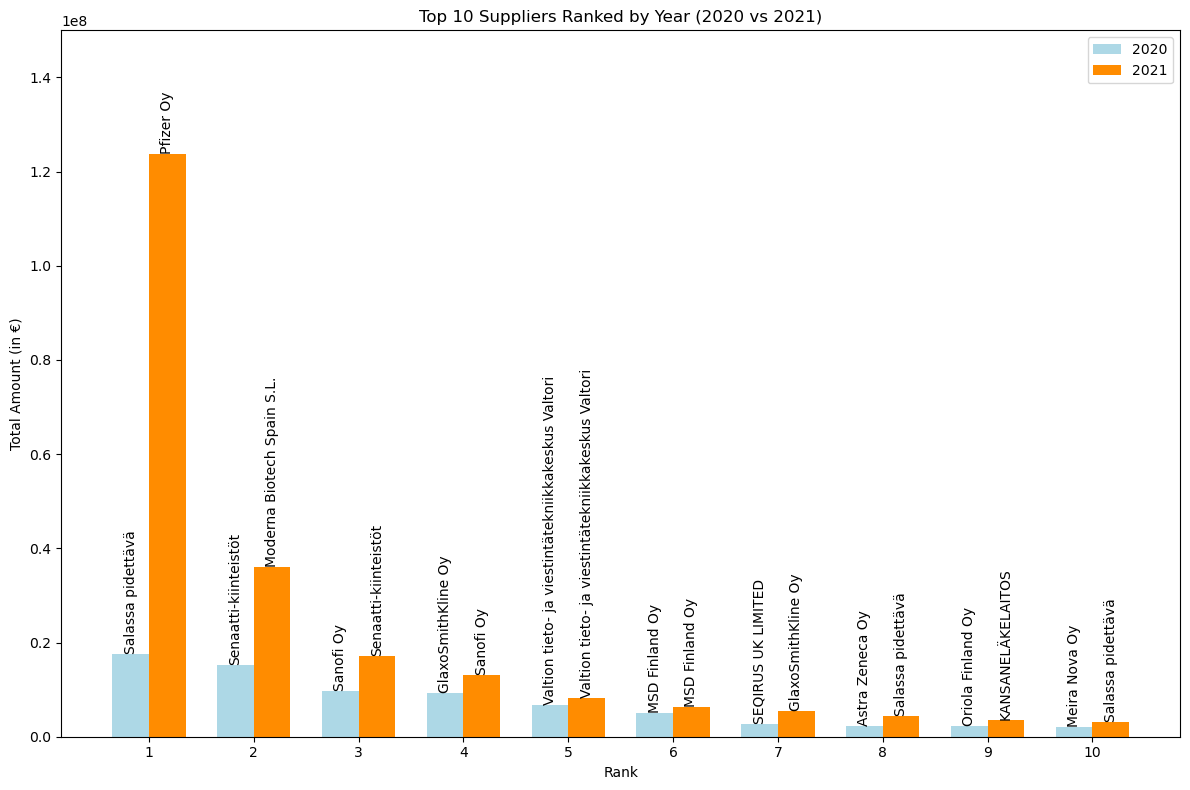 Top 10 Suppliers Ranked by Year (2020 vs 2021)
1e8
2020
2021
Total Amount (in €)
1.4
1.2
1.0
0.8
0.6
0.4
0.2
0.0
Salassa pidettävä
Pfizer Oy
Senaatti-kiinteistöt
Moderna Biotech Spain S.L.
Sanofi Oy
Senaatti-kiinteistöt
GlaxoSmithKline Oy
Sanofi Oy
Valtion tieto- ja viestintätekniikkakeskus Valtori
Valtion tieto- ja viestintätekniikkakeskus Valtori
MSD Finland Oy
MSD Finland Oy
SEQIRUS UK LIMITED
GlaxoSmithKline Oy
Astra Zeneca Oy
Salassa pidettävä
Oriola Finland Oy
KANSANELÄKELAITOS
Meira Nova Oy
Salassa pidettävä
1 2 3 4 5 6 7 8 9 10
Rank